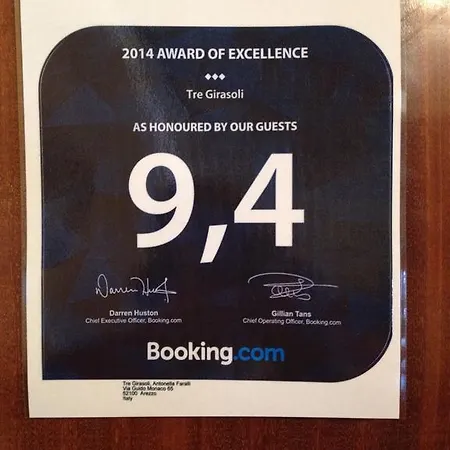 2014 AWARD OF EXCELLENCE
Tre Girasoli
AS HONOURED BY OUR GUESTS
9,4
Darren Huston
Darren Huston
Gillian Tans
Chief Executive Officer, Booking.com
Chief Operating Officer, Booking.com
Booking.com
Tre Girasoli, Antonella Faralli
Via Guido Monaco 65
52100 Arezzo
Italy